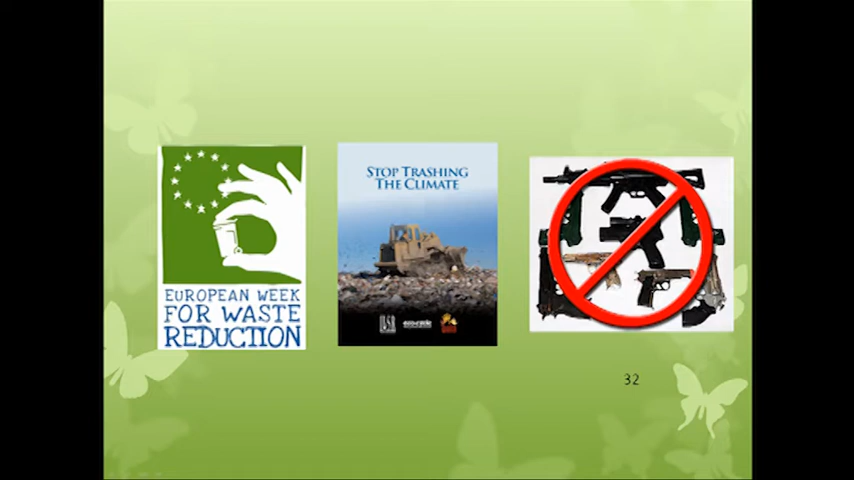 EUROPEAN WEEK
FOR WASTE
REDUCTION
STOP TRASHING
THE CLIMATE
32